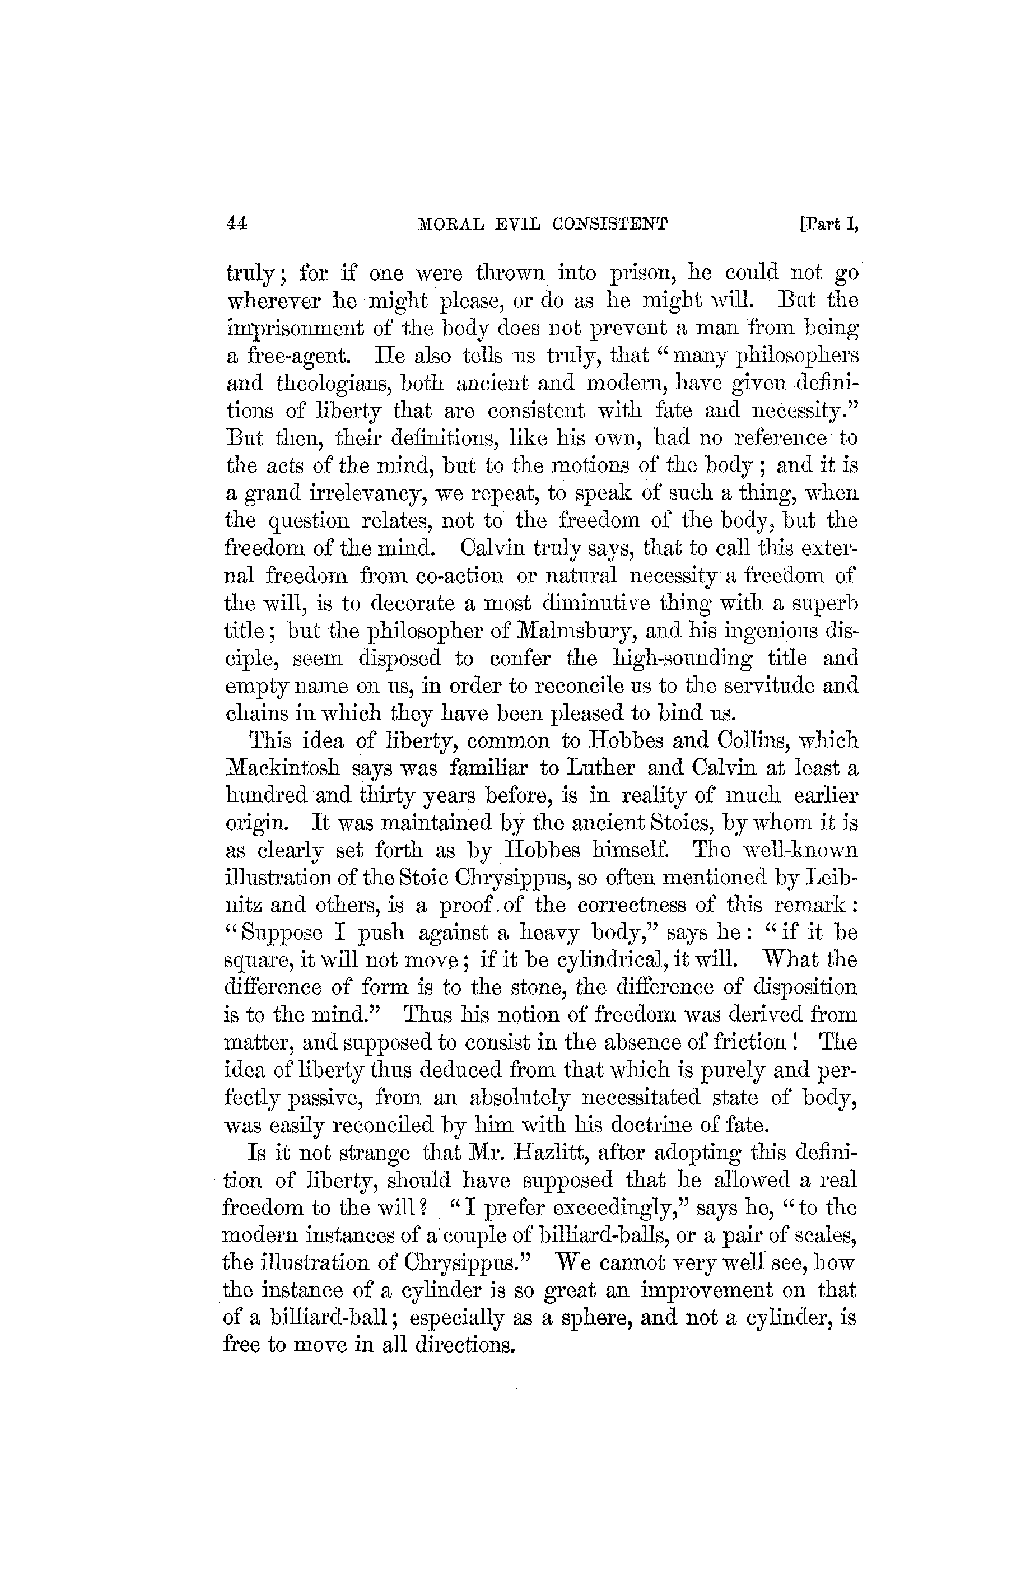 44 MORAL EVIL CONSISTENT [Part I,
truly; for if one were thrown into prison, he could not go
wherever he might please, or do as he might will. But the
imprisonment of the body does not prevent a man from being
a free-agent. He also tells us truly, that "many philosophers
and theologians, both ancient and modern, have given defini-
tions of liberty that are consistent with fate and necessity."
But then, their definitions, like his own, had no reference to
the acts of the mind, but to the motions of the body; and it is
a grand irrelevancy, we repeat, to speak of such a thing, when
the question relates, not to the freedom of the body, but the
freedom of the mind. Calvin truly says, that to call this exter-
nal freedom from co-action or natural necessity a freedom of
the will, is to decorate a most diminutive thing with a superb
title; but the philosopher of Malmsbury, and his ingenious dis-
ciple, seem disposed to confer the high-sounding title and
empty name on us, in order to reconcile us to the servitude and
chains in which they have been pleased to bind us.
This idea of liberty, common to Hobbes and Collins, which
Mackintosh says was familiar to Luther and Calvin at least a
hundred and thirty years before, is in reality of much earlier
origin. It was maintained by the ancient Stoics, by whom it is
as clearly set forth as by Hobbes himself. The well-known
illustration of the Stoic Chrysippus, so often mentioned by Leib-
nitz and others, is a proof of the correctness of this remark:
"Suppose I push against a heavy body," says he: "if it be
square, it will not move; if it be cylindrical, it will. What the
difference of form is to the stone, the difference of disposition
is to the mind." Thus his notion of freedom was derived from
matter, and supposed to consist in the absence of friction! The
idea of liberty thus deduced from that which is purely and per-
fectly passive, from an absolutely necessitated state of body,
was easily reconciled by him with his doctrine of fate.
Is it not strange that Mr. Hazlitt, after adopting this defini-
tion of liberty, should have supposed that he allowed a real
freedom to the will? "I prefer exceedingly," says he, "to the
modern instances of a couple of billiard-balls, or a pair of scales,
the illustration of Chrysippus." We cannot very well see, how
the instance of a cylinder is so great an improvement on that
of a billiard-ball; especially as a sphere, and not a cylinder, is
free to move in all directions.